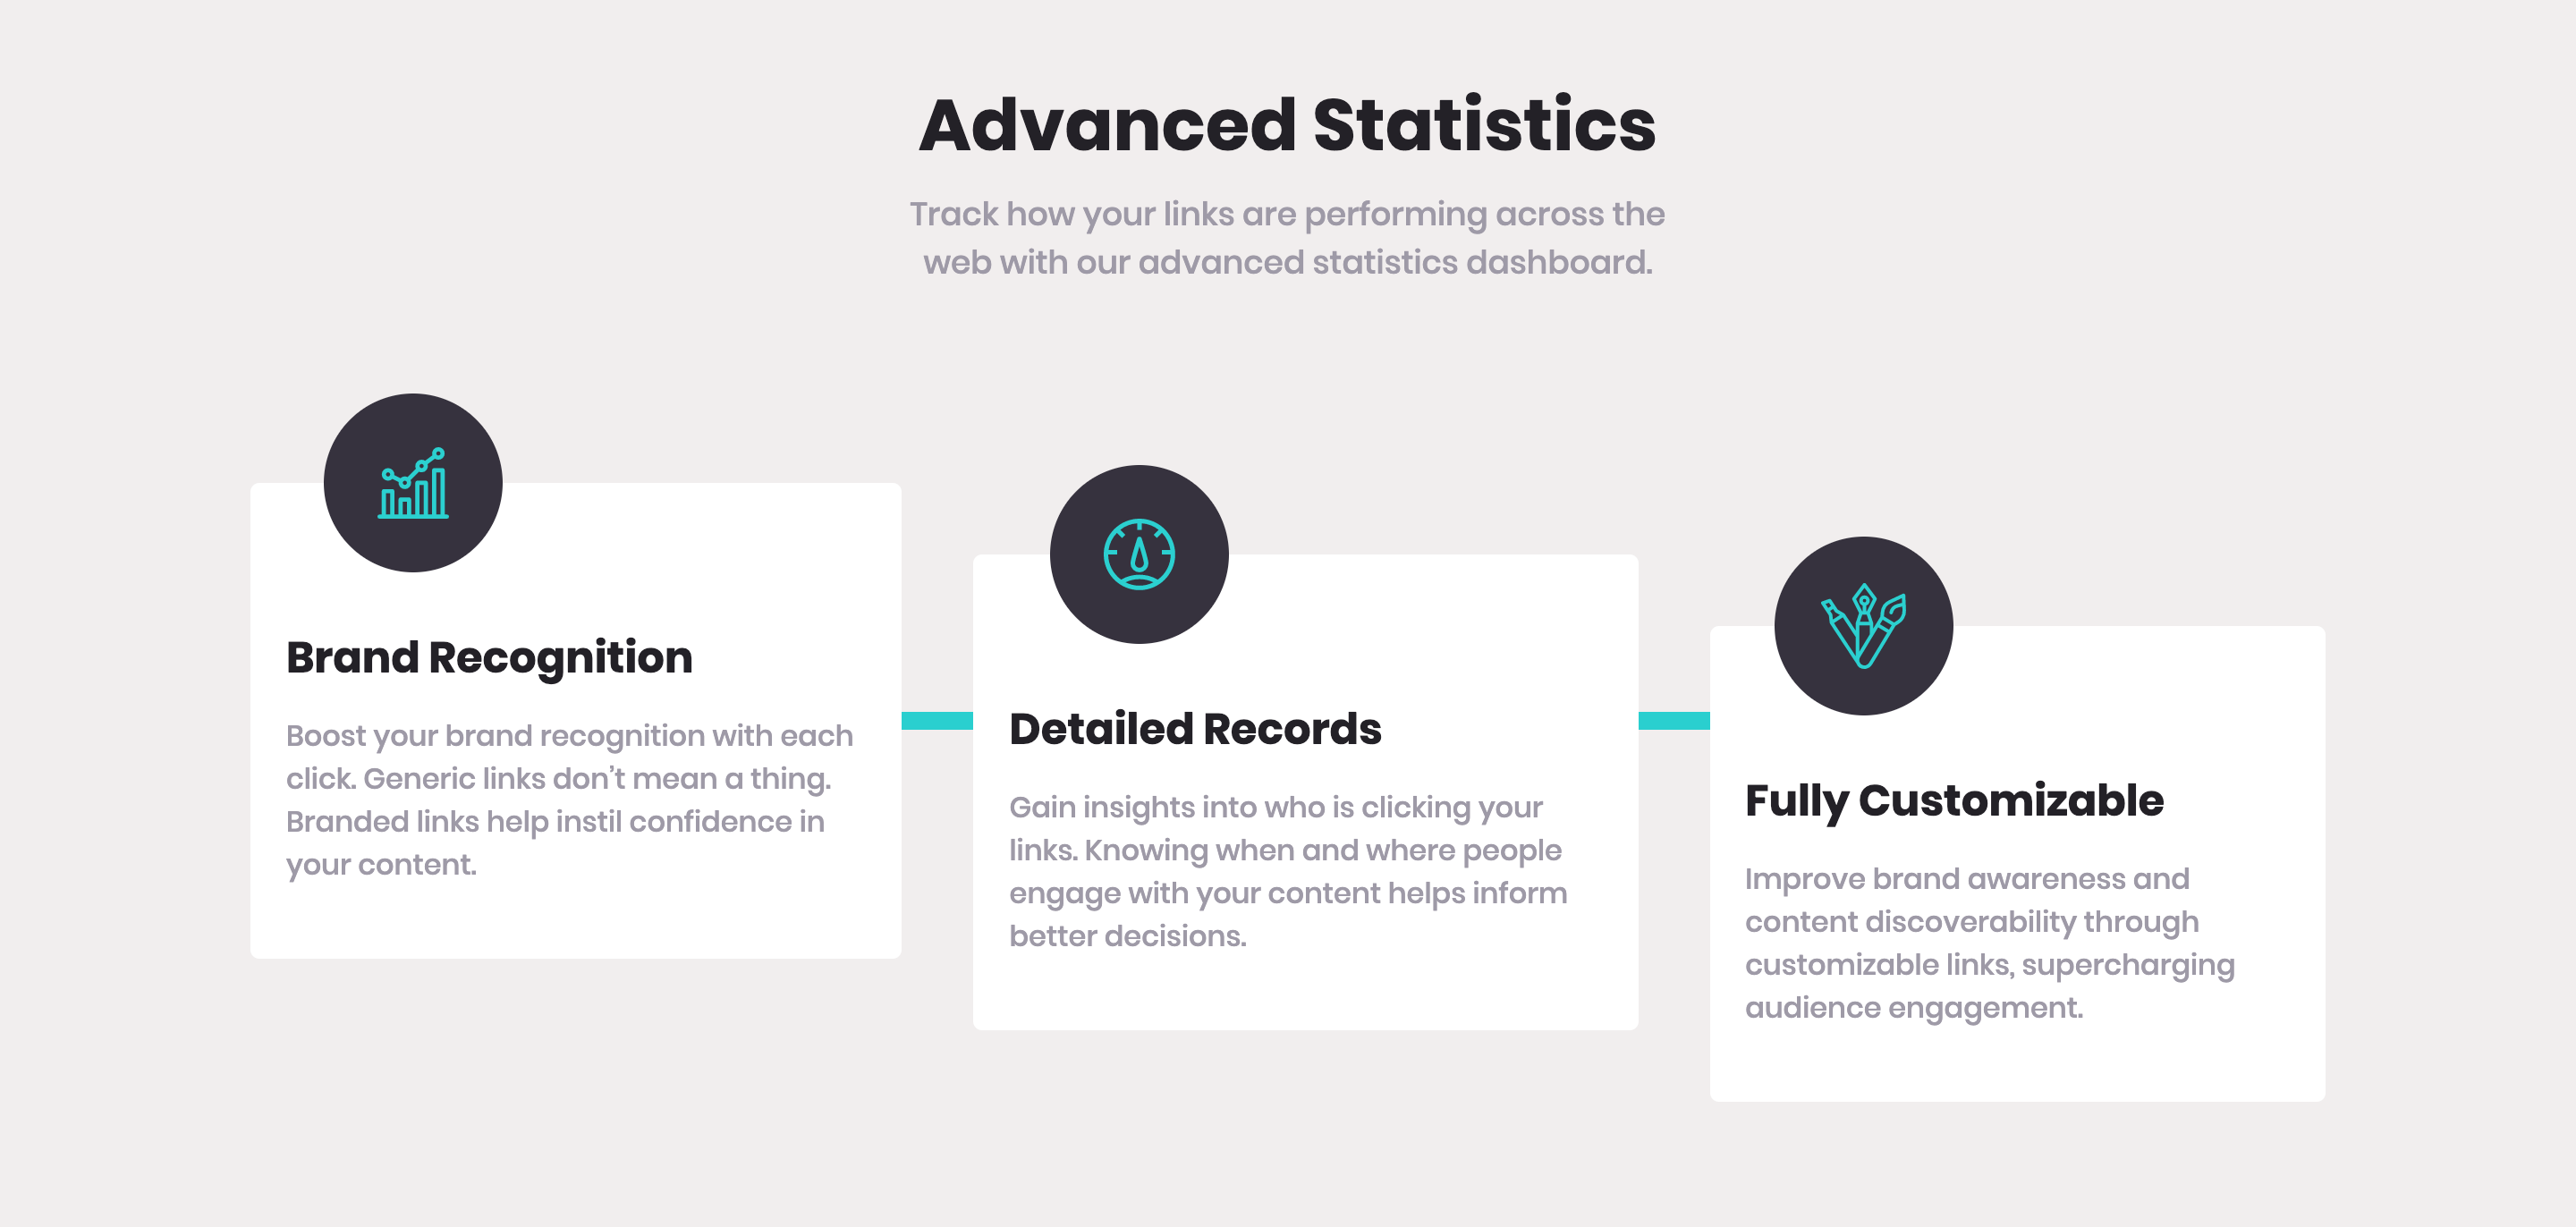 Advanced Statistics
Track how your links are performing across the
web with our advanced statistics dashboard.
Brand Recognition
Boost your brand recognition with each
click. Generic links don’t mean a thing.
Branded links help instil confidence in
your content.
Detailed Records
Gain insights into who is clicking your
links. Knowing when and where people
engage with your content helps inform
better decisions.
Fully Customizable
Improve brand awareness and
content discoverability through
customizable links, supercharging
audience engagement.